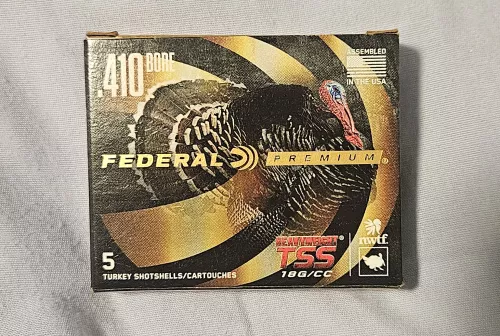 .410 BORE
ASSEMBLED
IN THE USA
FEDERAL PREMIUM®
HEAVYWEIGHT®
TSS
18G/CC
nwtf
5
TURKEY SHOTSHELLS/CARTOUCHES